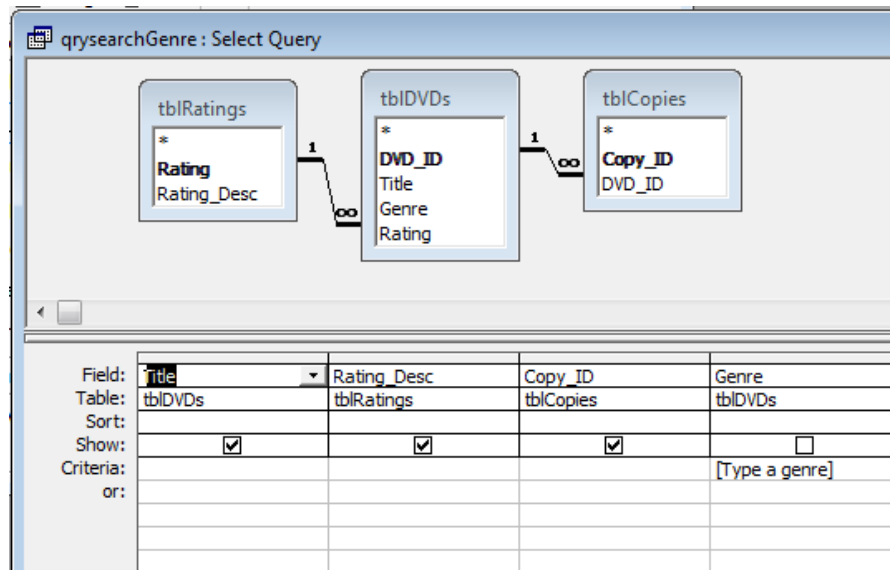 qrysearchGenre : Select Query
tblRatings
*
Rating
Rating_Desc
1
∞
tblDVDs
*
DVD_ID
Title
Genre
Rating
1
∞
tblCopies
*
Copy_ID
DVD_ID
Field: Title Rating_Desc Copy_ID Genre
Table: tblDVDs tblRatings tblCopies tblDVDs
Sort:
Show:
Criteria: [Type a genre]
or: